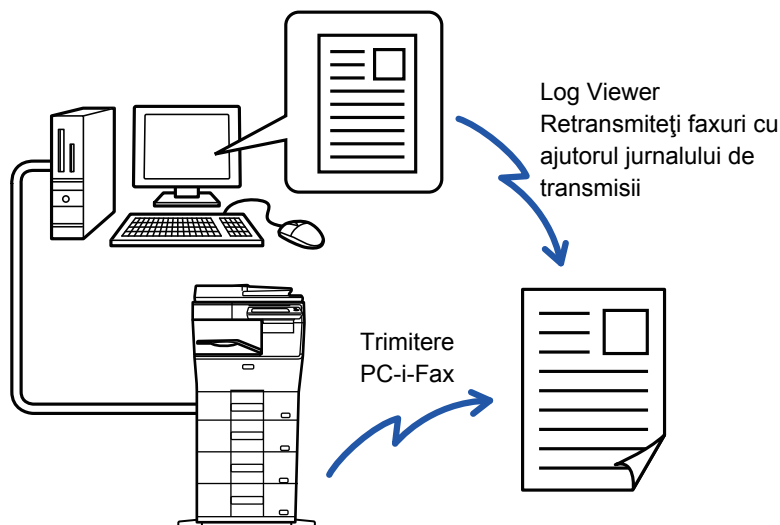 Log Viewer
Retransmiteţi faxuri cu
ajutorul jurnalului de
transmisii
Trimitere
PC-i-Fax